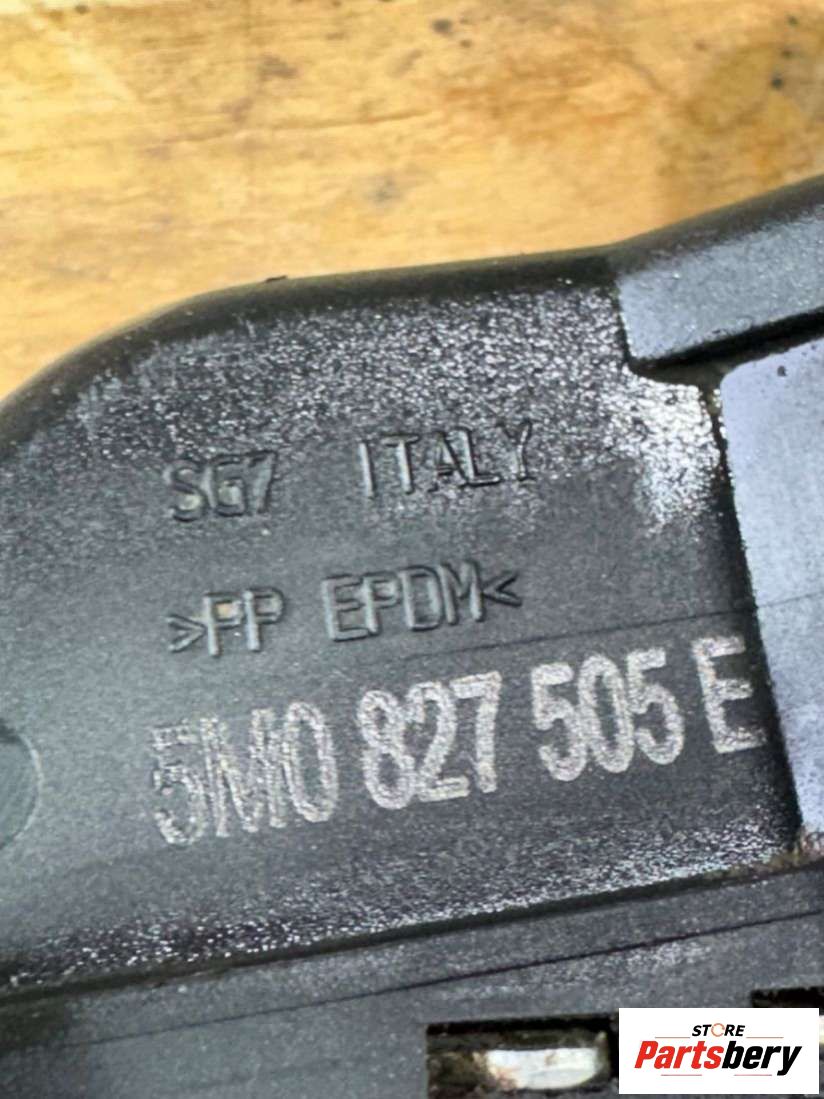 SG7 ITALY
>PP EPDM<
5M0 827 505 E
STORE
Partsbery